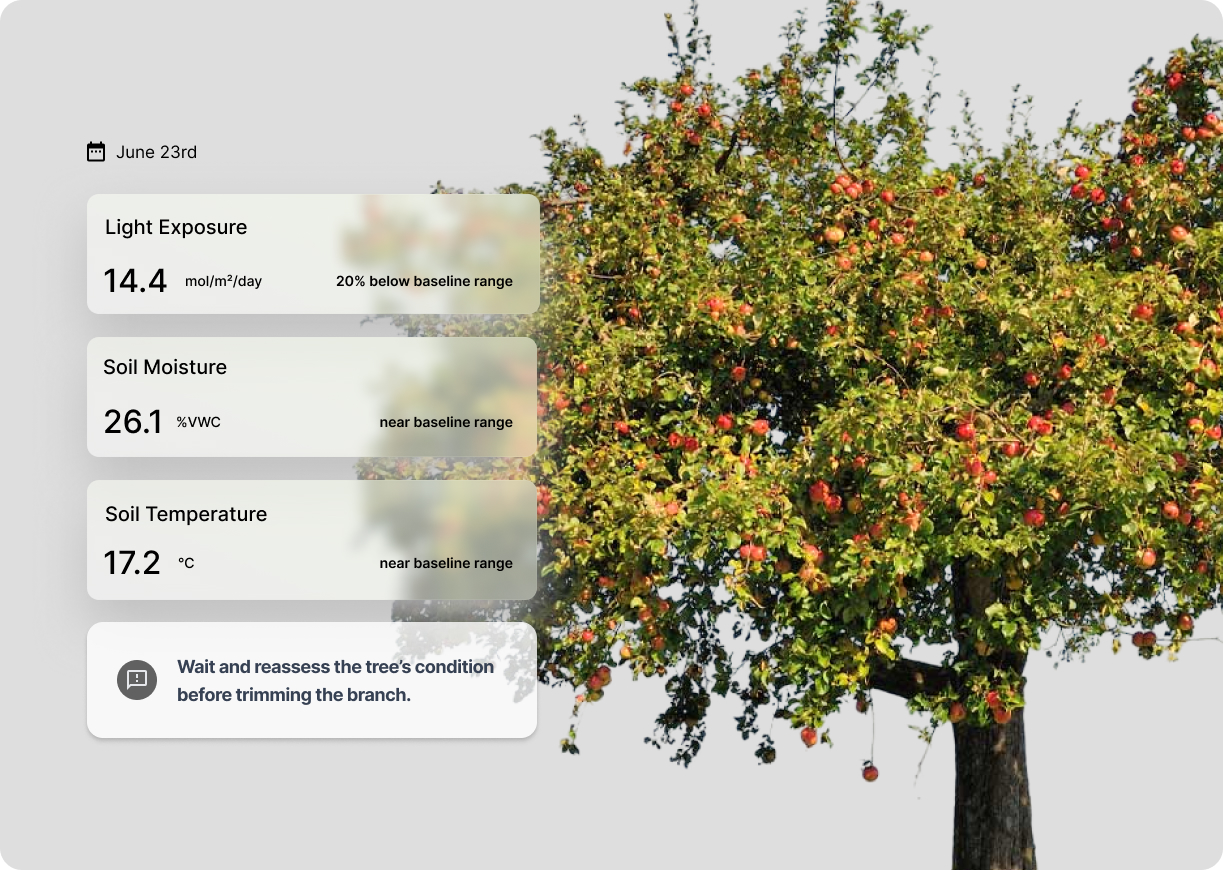 June 23rd
Light Exposure
14.4 mol/m²/day 20% below baseline range
Soil Moisture
26.1 %VWC near baseline range
Soil Temperature
17.2 °C near baseline range
Wait and reassess the tree’s condition
before trimming the branch.